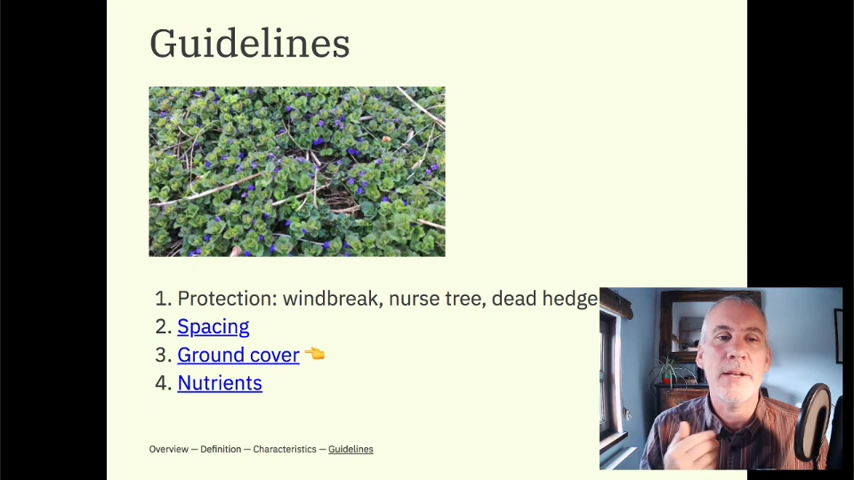 Guidelines
1. Protection: windbreak, nurse tree, dead hedge
2. Spacing
3. Ground cover 👈
4. Nutrients
Overview — Definition — Characteristics — Guidelines